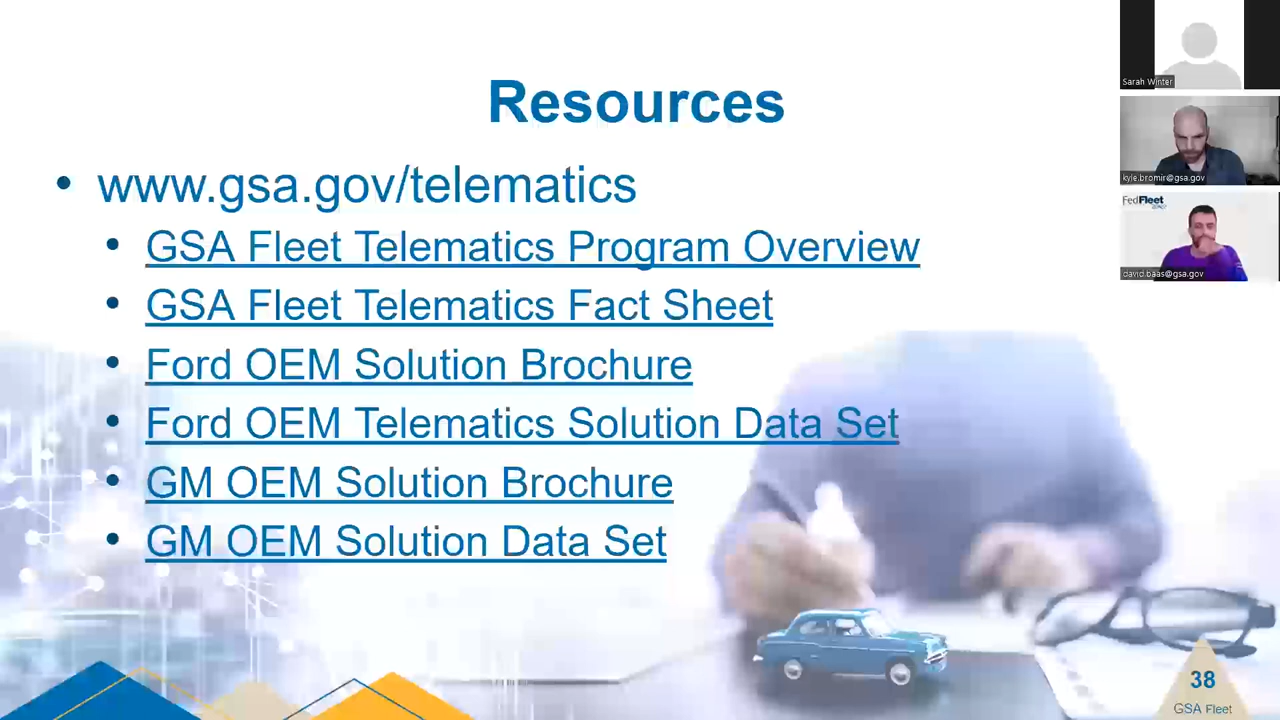 Resources
www.gsa.gov/telematics
GSA Fleet Telematics Program Overview
GSA Fleet Telematics Fact Sheet
Ford OEM Solution Brochure
Ford OEM Telematics Solution Data Set
GM OEM Solution Brochure
GM OEM Solution Data Set
38
GSA Fleet
Sarah Winter
kyle.bromir@gsa.gov
FedFleet
david.baas@gsa.gov